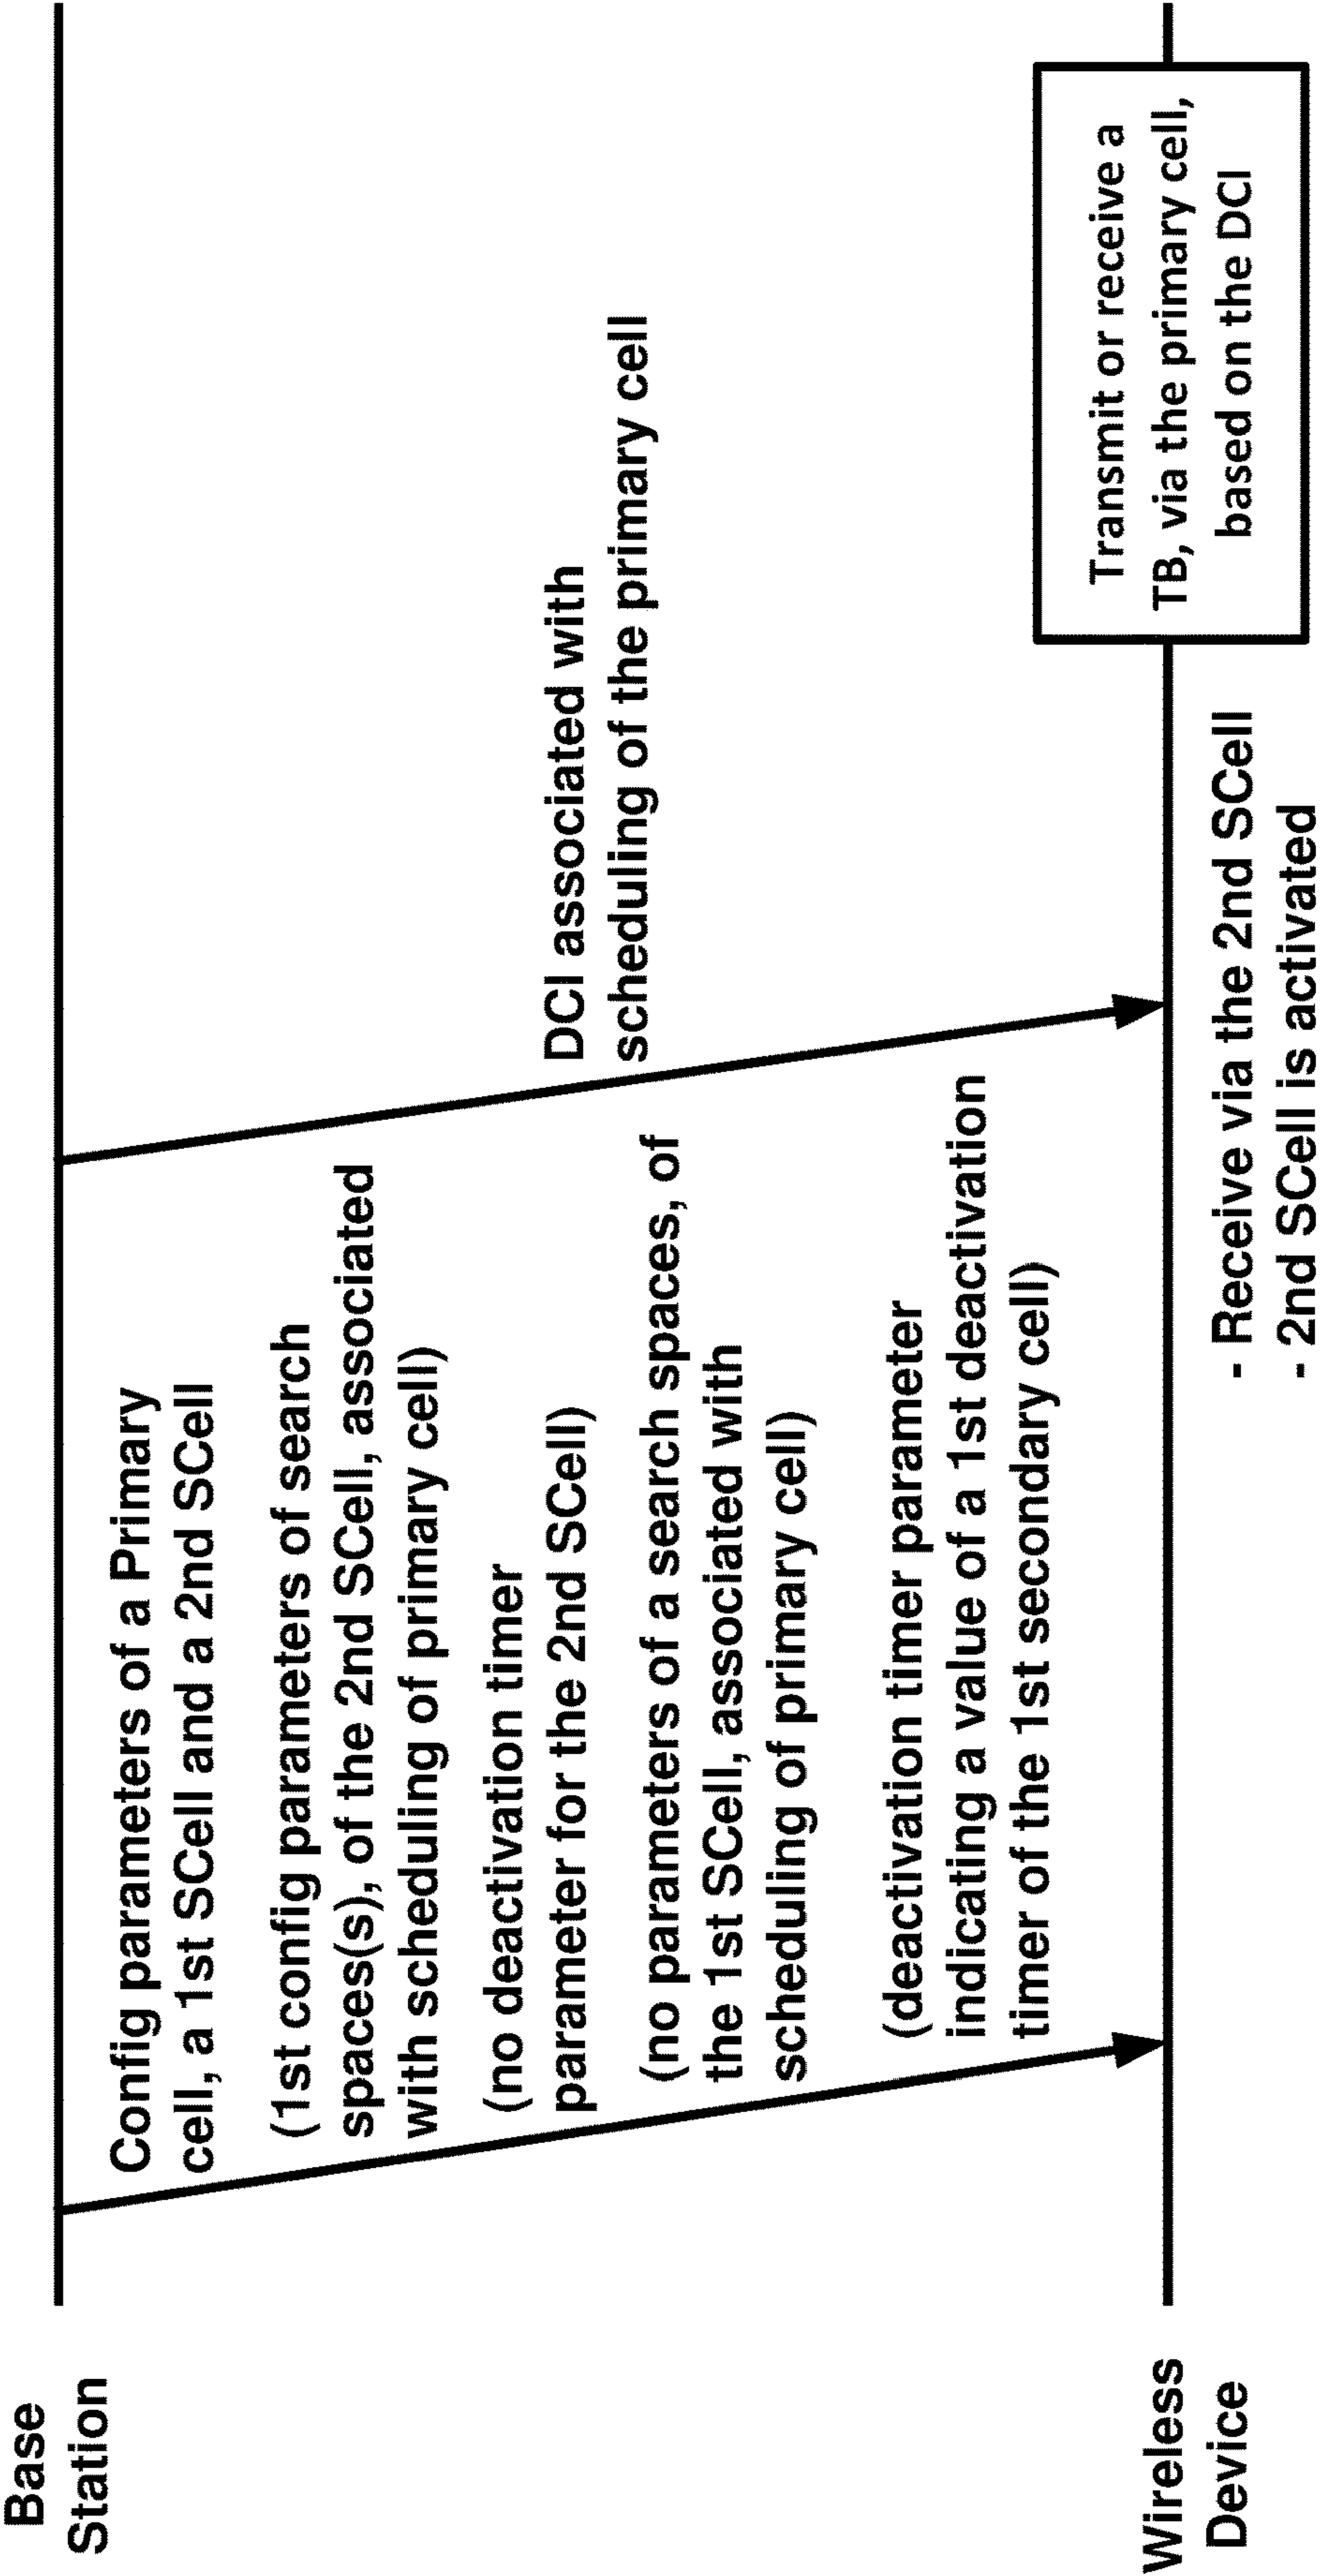 Base
Station
Config parameters of a Primary
cell, a 1st SCell and a 2nd SCell
(1st config parameters of search
spaces(s), of the 2nd SCell, associated
with scheduling of primary cell)
(no deactivation timer
parameter for the 2nd SCell)
(no parameters of a search spaces, of
the 1st SCell, associated with
scheduling of primary cell)
(deactivation timer parameter
indicating a value of a 1st deactivation
timer of the 1st secondary cell)
DCI associated with
scheduling of the primary cell
Wireless
Device
- Receive via the 2nd SCell
- 2nd SCell is activated
Transmit or receive a
TB, via the primary cell,
based on the DCI